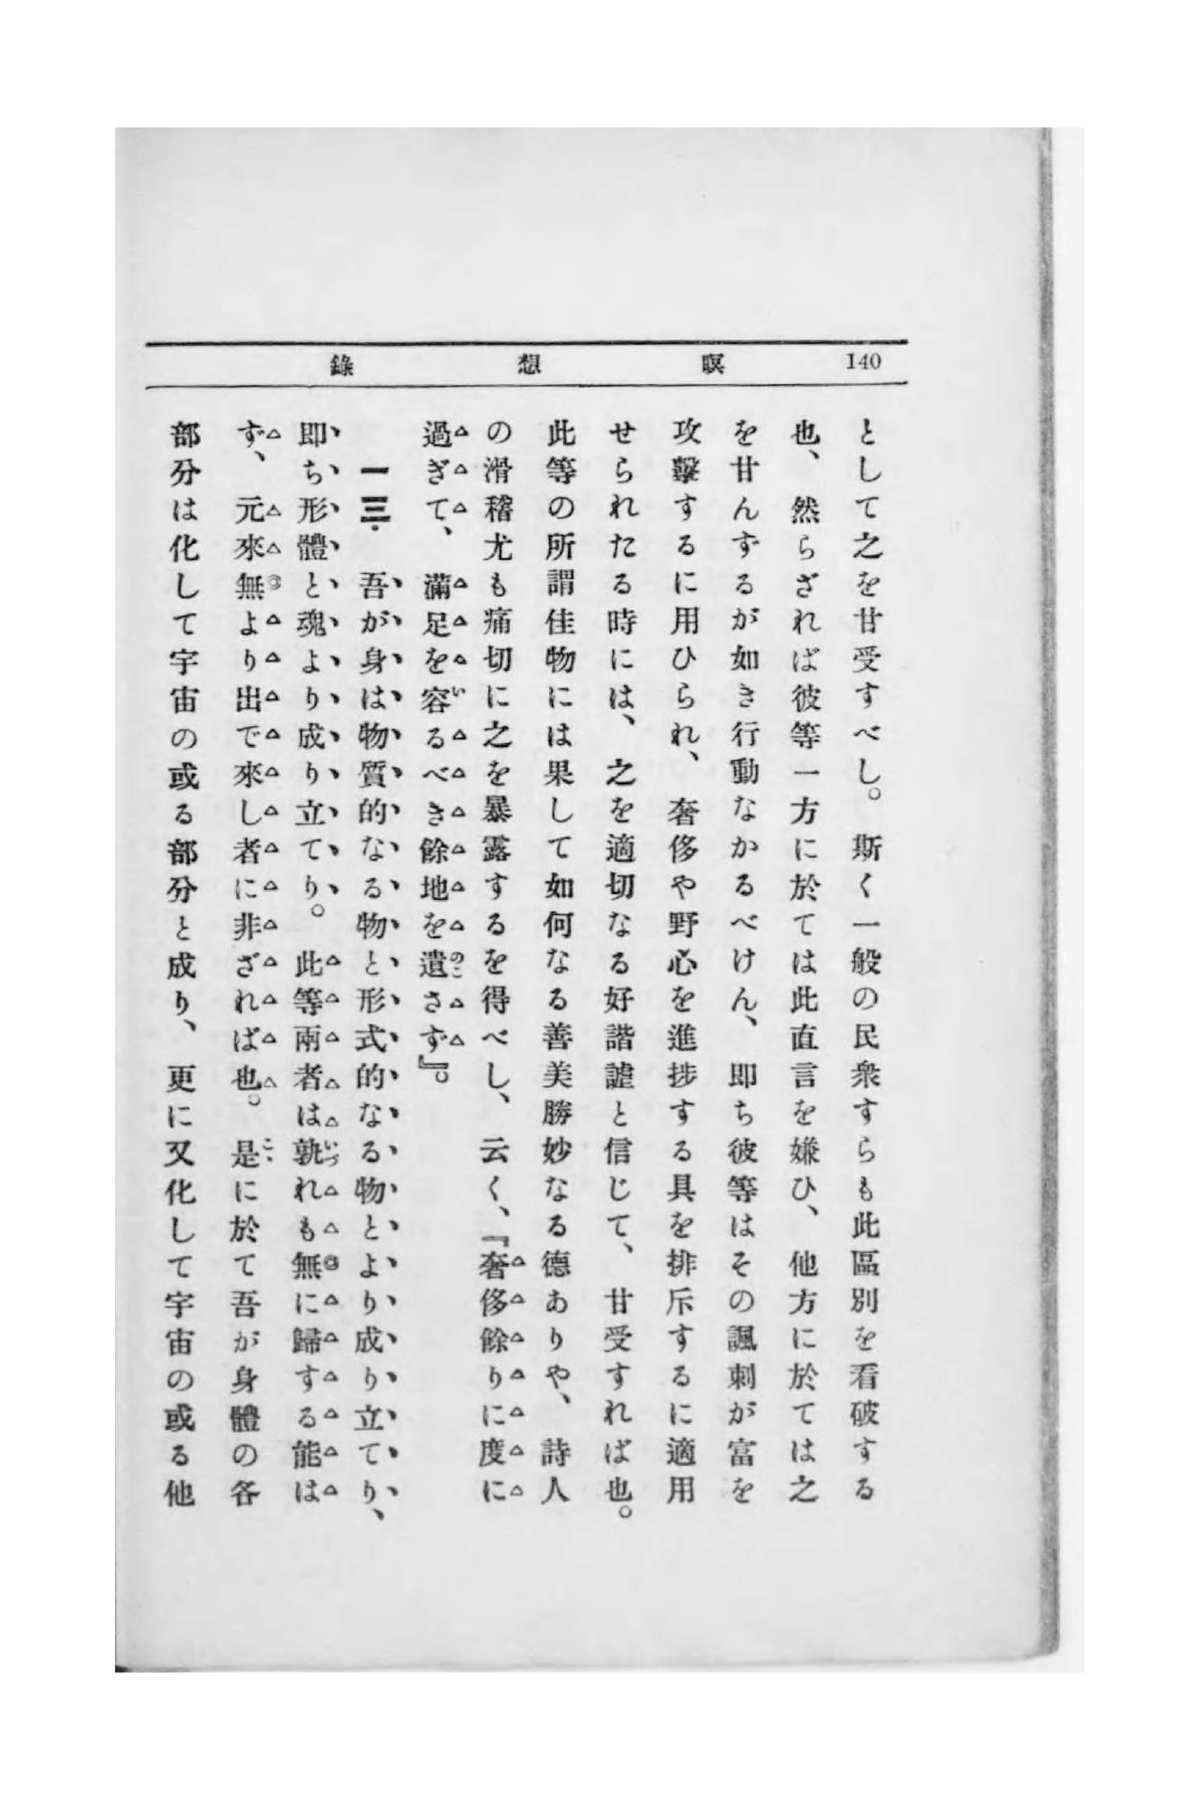 140 瞑想錄
として之を甘受すべし。斯く一般の民衆すらも此區別を看破する
也、然らざれば彼等一方に於ては此直言を嫌ひ、他方に於ては之
を甘んずるが如き行動なかるべけん、即ち彼等はその諷刺が富を
攻擊するに用ひられ、奢侈や野心を進捗する具を排斥するに適用
せられたる時には、之を適切なる好諧謔と信じて、甘受すれば也。
此等の所謂佳物には果して如何なる善美勝妙なる德ありや、詩人
の滑稽尤も痛切に之を暴露するを得べし、云く、『奢侈餘りに度に
過ぎて、滿足を容るべき餘地を遺さず』。
一三. 吾が身は物質的なる物と形式的なる物とより成り立てり、
即ち形體と魂より成り立てり。此等兩者は孰れも無に歸する能は
ず、元來無より出で來し者に非ざれば也。是に於て吾が身體の各
部分は化して宇宙の或る部分と成り、更に又化して宇宙の或る他